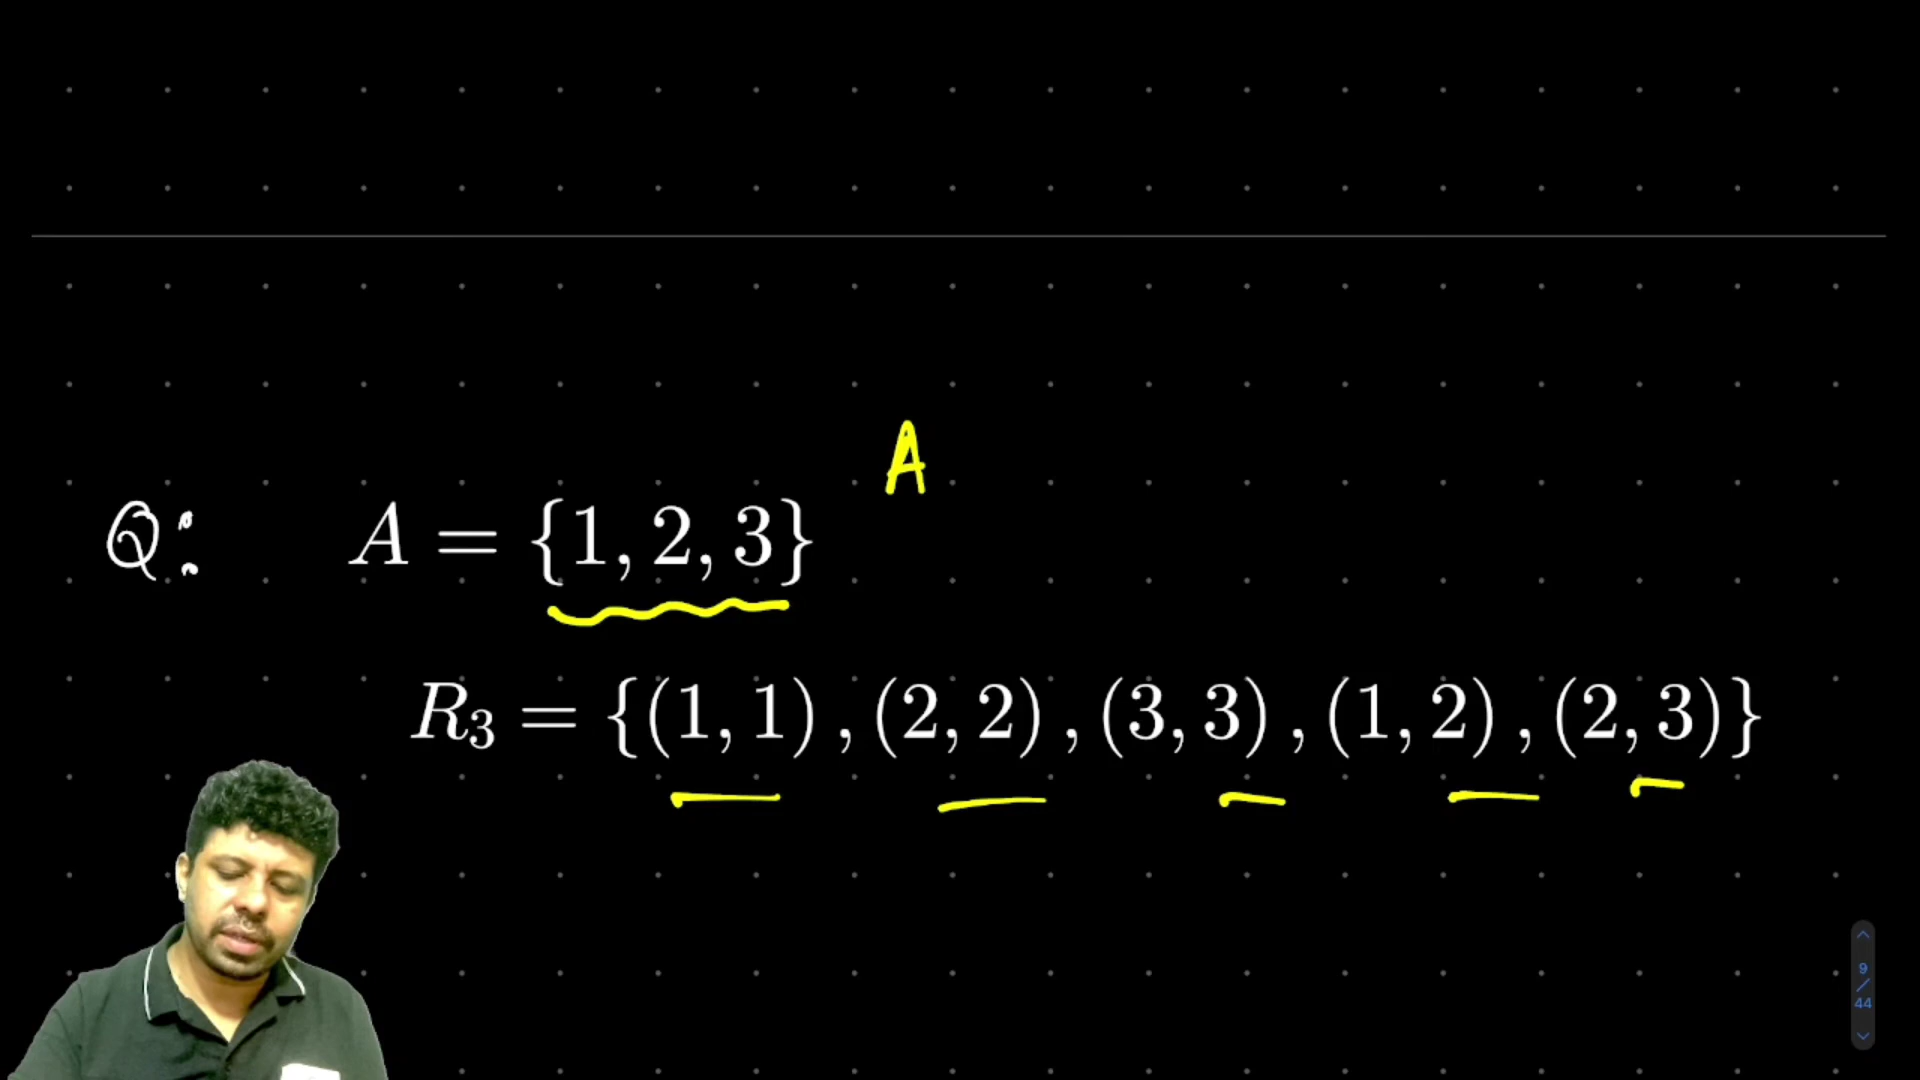 A
Q: A = {1, 2, 3}
R₃ = {(1, 1) , (2, 2) , (3, 3) , (1, 2) , (2, 3)}
9
/
44